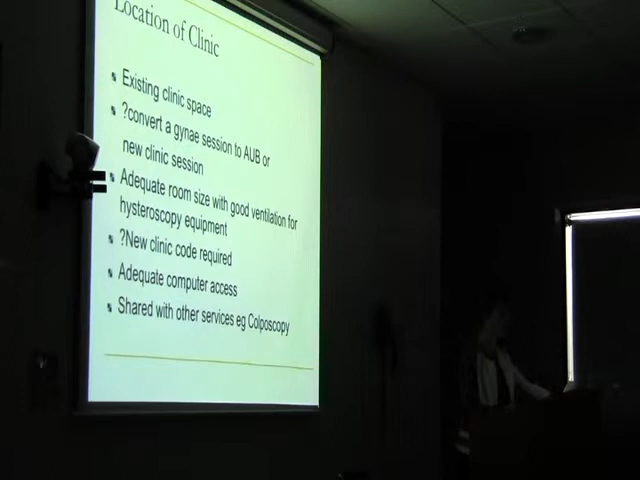 Location of Clinic
Existing clinic space
?convert a gynae session to AUB or
new clinic session
Adequate room size with good ventilation for
hysteroscopy equipment
?New clinic code required
Adequate computer access
Shared with other services eg Colposcopy